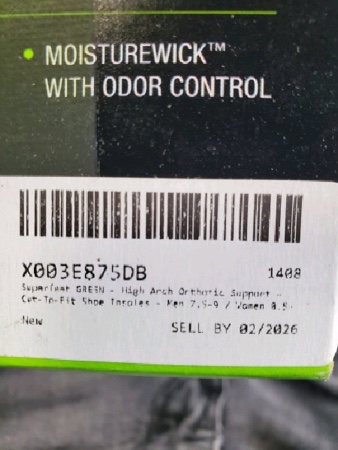 • MOISTUREWICK™
WITH ODOR CONTROL
X003E875DB 1408
Superfeet GREEN - High Arch Orthotic Support -
Cut-To-Fit Shoe Insoles - Men 7.5-9 / Women 8.5-
New
SELL BY 02/2026